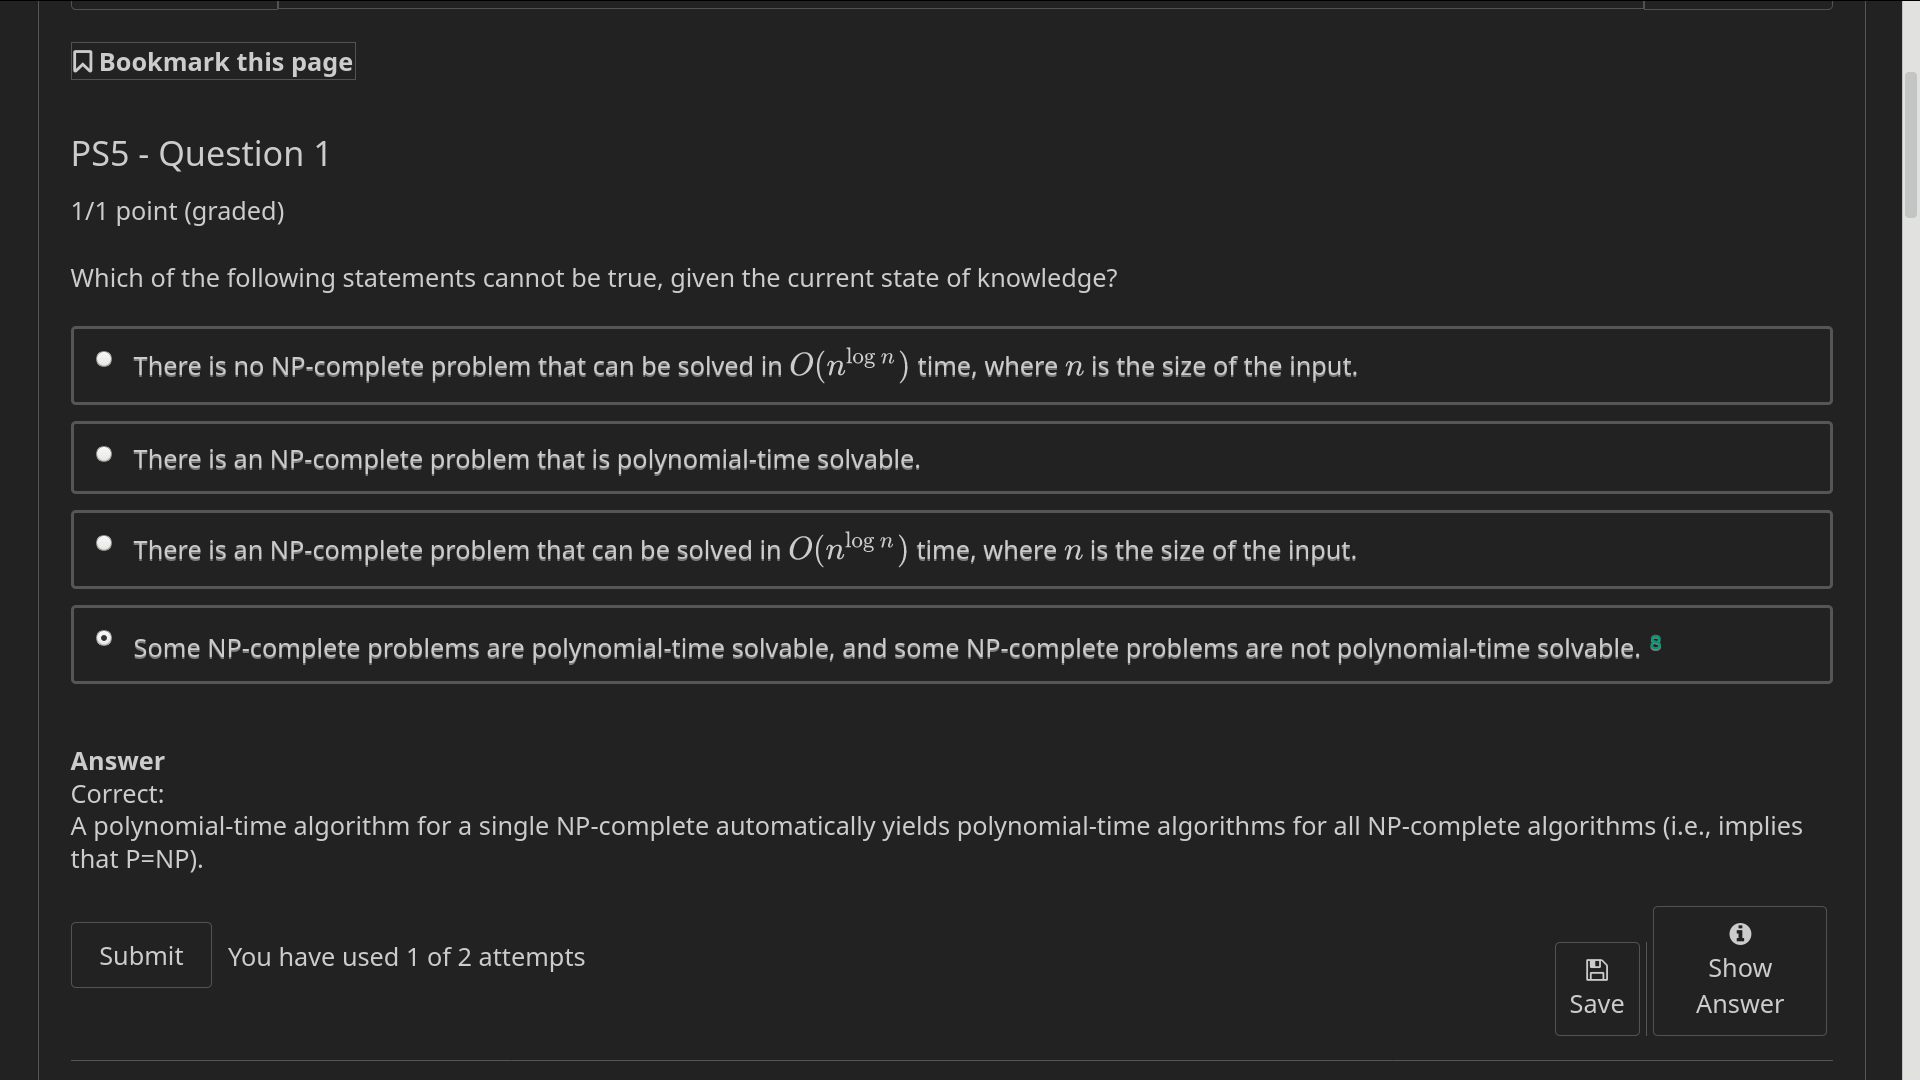 Bookmark this page
PS5 - Question 1
1/1 point (graded)
Which of the following statements cannot be true, given the current state of knowledge?
There is no NP-complete problem that can be solved in O(n^{log n}) time, where n is the size of the input.
There is an NP-complete problem that is polynomial-time solvable.
There is an NP-complete problem that can be solved in O(n^{log n}) time, where n is the size of the input.
Some NP-complete problems are polynomial-time solvable, and some NP-complete problems are not polynomial-time solvable.
Answer
Correct:
A polynomial-time algorithm for a single NP-complete automatically yields polynomial-time algorithms for all NP-complete algorithms (i.e., implies
that P=NP).
Submit
You have used 1 of 2 attempts
Save
Show
Answer